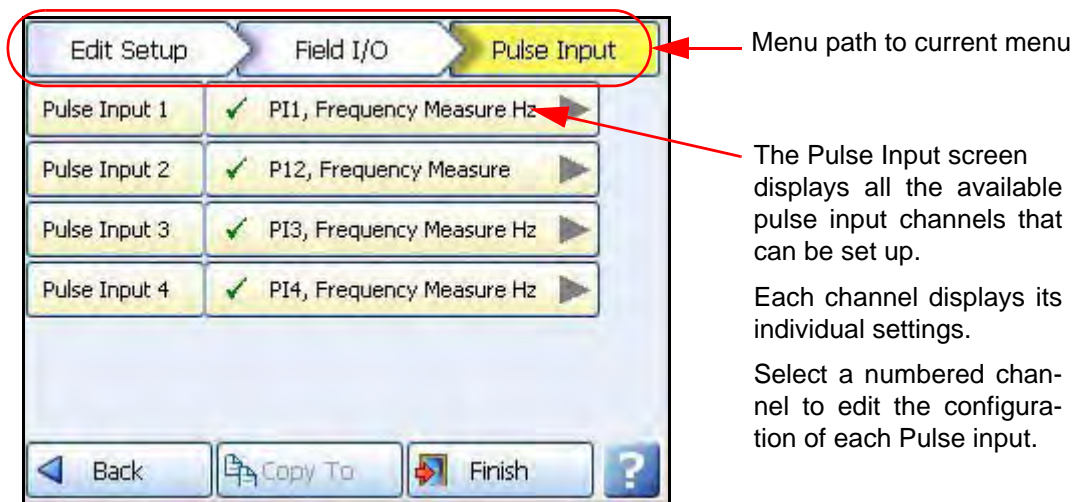 Edit Setup Field I/O Pulse Input
Menu path to current menu
Pulse Input 1 PI1, Frequency Measure Hz
Pulse Input 2 P12, Frequency Measure
Pulse Input 3 PI3, Frequency Measure Hz
Pulse Input 4 PI4, Frequency Measure Hz
Back Copy To Finish ?
The Pulse Input screen
displays all the available
pulse input channels that
can be set up.
Each channel displays its
individual settings.
Select a numbered chan-
nel to edit the configura-
tion of each Pulse input.